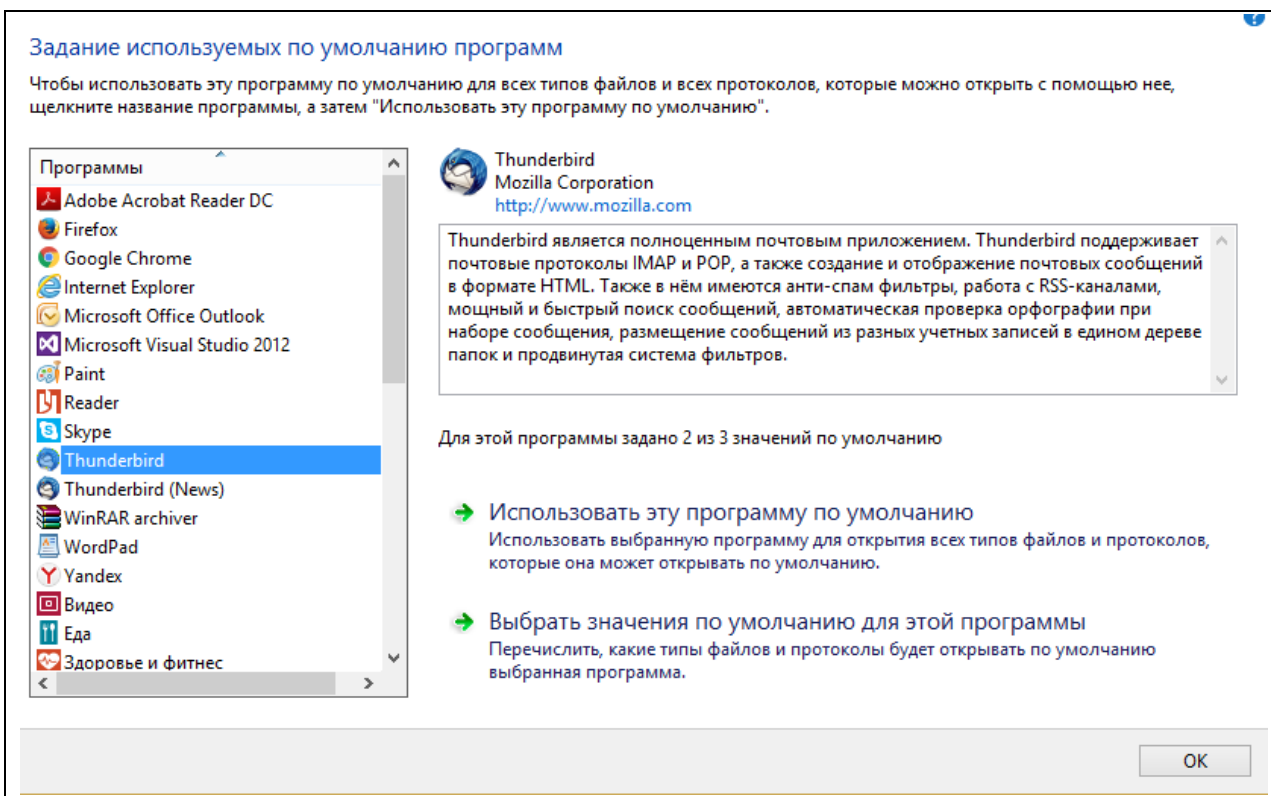 Задание используемых по умолчанию программ
Чтобы использовать эту программу по умолчанию для всех типов файлов и всех протоколов, которые можно открыть с помощью нее,
щелкните название программы, а затем "Использовать эту программу по умолчанию".
Программы
Adobe Acrobat Reader DC
Firefox
Google Chrome
Internet Explorer
Microsoft Office Outlook
Microsoft Visual Studio 2012
Paint
Reader
Skype
Thunderbird
Thunderbird (News)
WinRAR archiver
WordPad
Yandex
Видео
Еда
Здоровье и фитнес
Thunderbird
Mozilla Corporation
http://www.mozilla.com
Thunderbird является полноценным почтовым приложением. Thunderbird поддерживает
почтовые протоколы IMAP и POP, а также создание и отображение почтовых сообщений
в формате HTML. Также в нём имеются анти-спам фильтры, работа с RSS-каналами,
мощный и быстрый поиск сообщений, автоматическая проверка орфографии при
наборе сообщения, размещение сообщений из разных учетных записей в едином дереве
папок и продвинутая система фильтров.
Для этой программы задано 2 из 3 значений по умолчанию
Использовать эту программу по умолчанию
Использовать выбранную программу для открытия всех типов файлов и протоколов,
которые она может открывать по умолчанию.
Выбрать значения по умолчанию для этой программы
Перечислить, какие типы файлов и протоколы будет открывать по умолчанию
выбранная программа.
OK